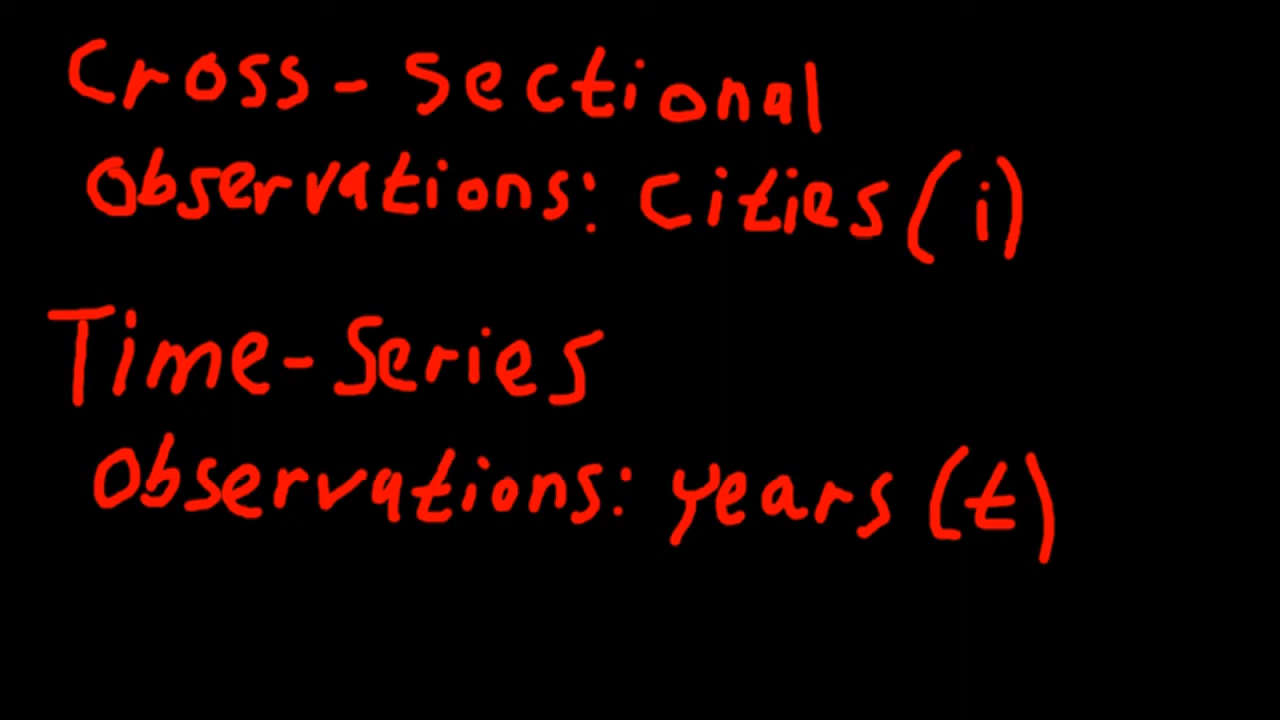 Cross-Sectional
Observations: Cities (i)
Time-Series
Observations: years (t)